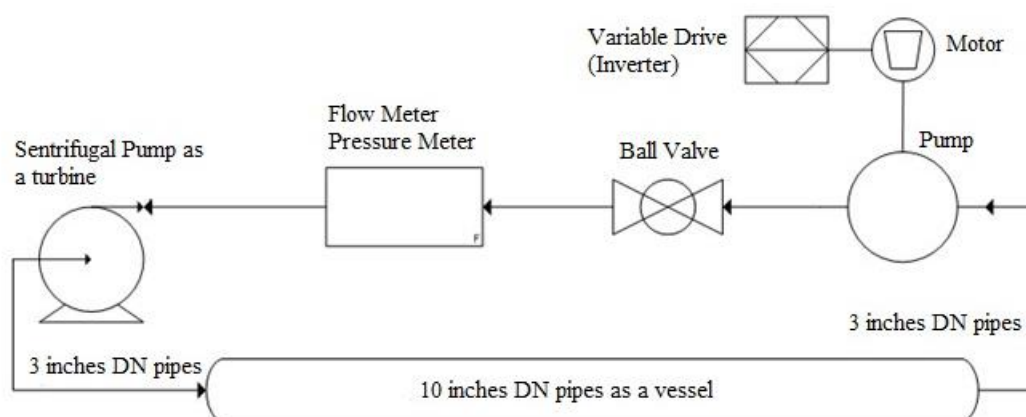 Variable Drive
(Inverter)
Motor
Flow Meter
Pressure Meter
Sentrifugal Pump as
a turbine
Ball Valve
Pump
F
3 inches DN pipes
3 inches DN pipes
10 inches DN pipes as a vessel